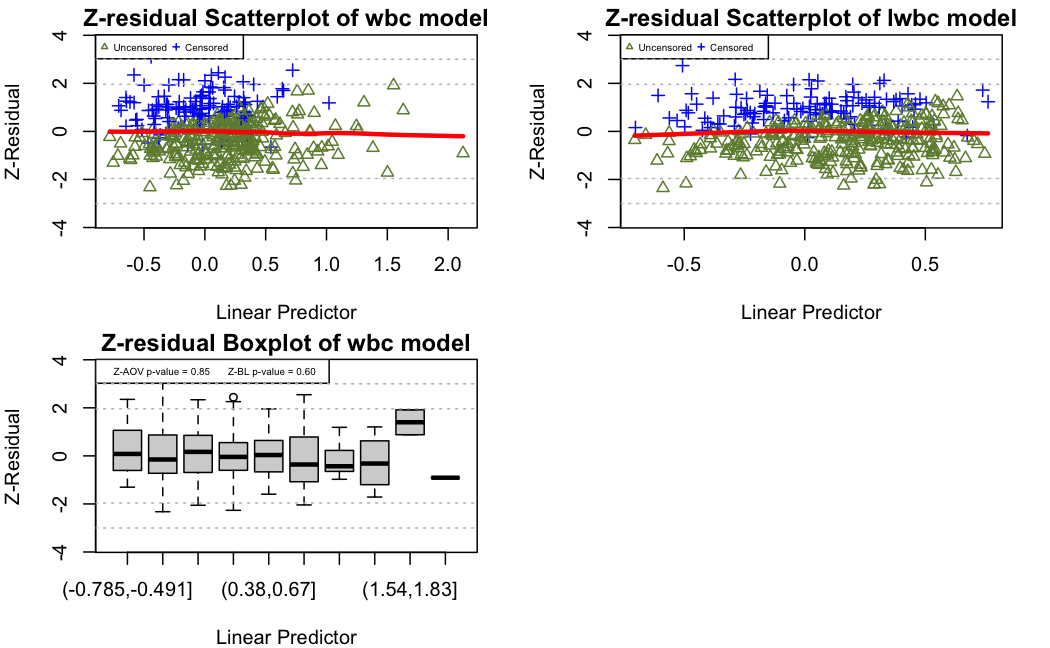 Z-residual Scatterplot of wbc model
Uncensored Censored
4
2
0
-2
-4
Z-Residual
-0.5 0.0 0.5 1.0 1.5 2.0
Linear Predictor
Z-residual Scatterplot of lwbc model
Uncensored Censored
4
2
0
-2
-4
Z-Residual
-0.5 0.0 0.5
Linear Predictor
Z-residual Boxplot of wbc model
Z-AOV p-value = 0.85 Z-BL p-value = 0.60
4
2
0
-2
-4
Z-Residual
(-0.785,-0.491] (0.38,0.67] (1.54,1.83]
Linear Predictor